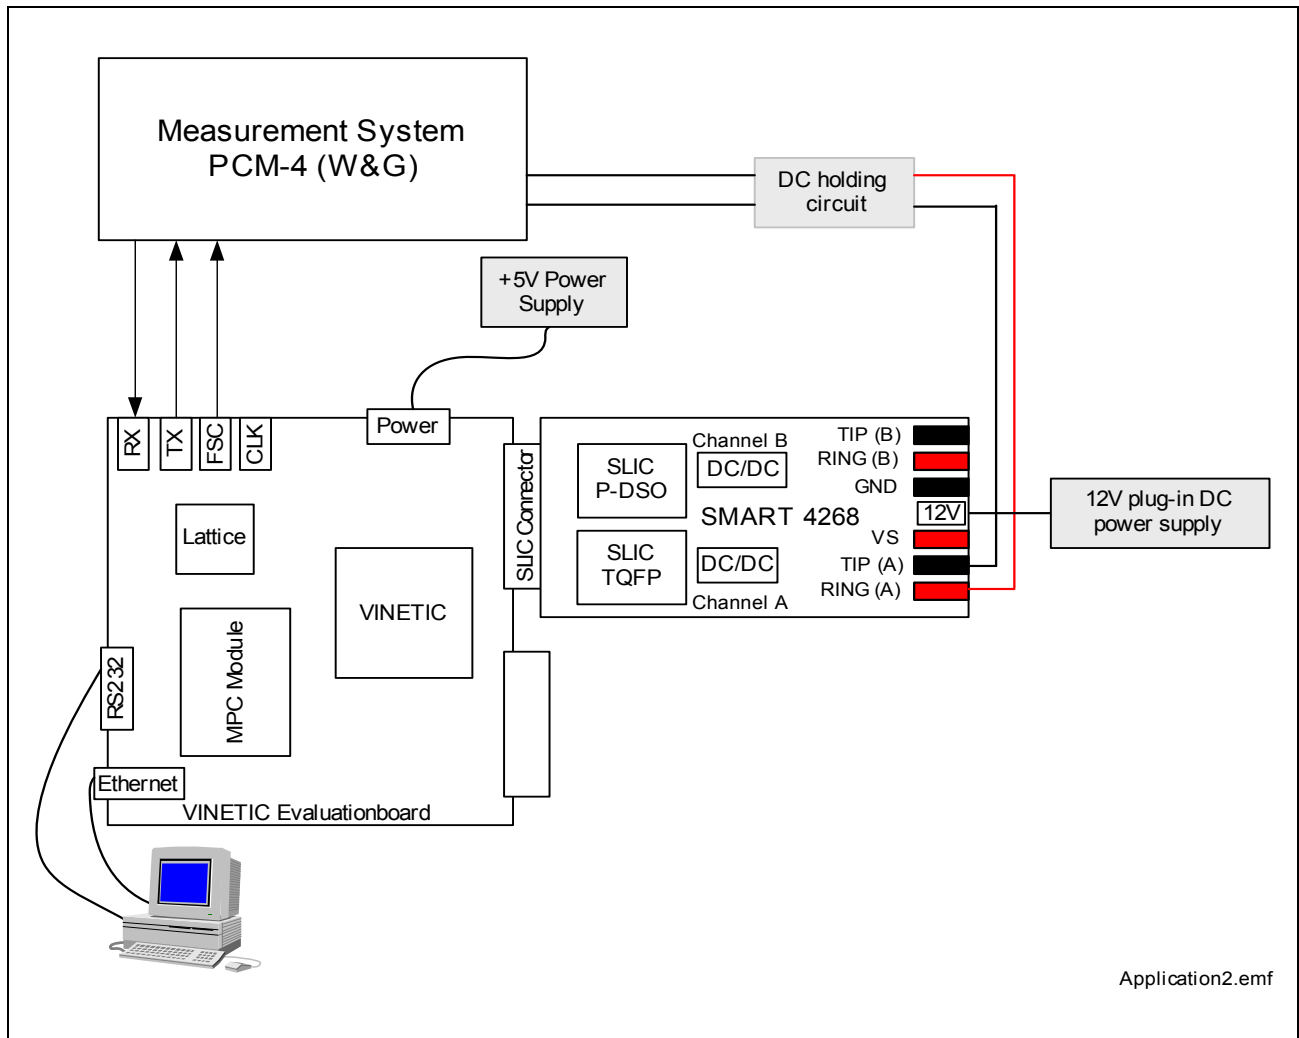 Measurement System
PCM-4 (W&G)
DC holding
circuit
+5V Power
Supply
RX
TX
FSC
CLK
Power
Lattice
VINETIC
MPC Module
RS232
Ethernet
VINETIC Evaluationboard
SLIC Connector
SLIC
P-DSO
Channel B
DC/DC
SMART 4268
SLIC
TQFP
DC/DC
Channel A
TIP (B)
RING (B)
GND
12V
VS
TIP (A)
RING (A)
12V plug-in DC
power supply
Application2.emf